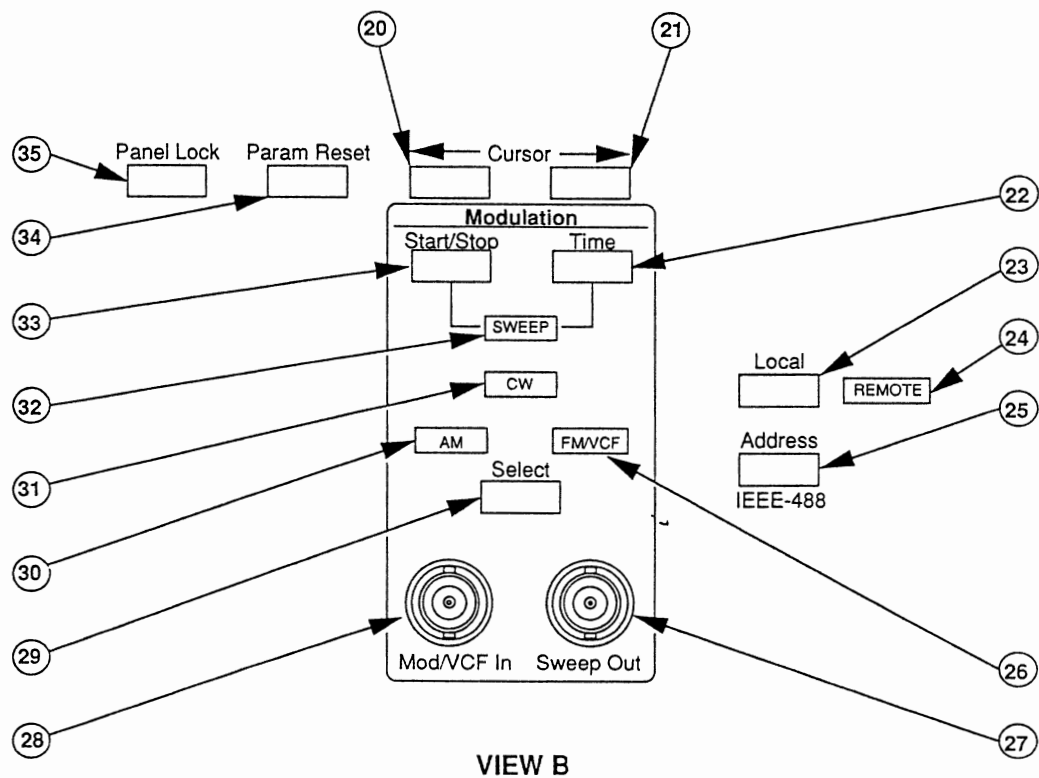 20
21
35
Panel Lock
Param Reset
Cursor
34
22
Modulation
Start/Stop
Time
33
23
SWEEP
24
32
Local
CW
REMOTE
25
31
AM
FM/VCF
Address
Select
IEEE-488
30
29
Mod/VCF In
Sweep Out
26
28
27
VIEW B